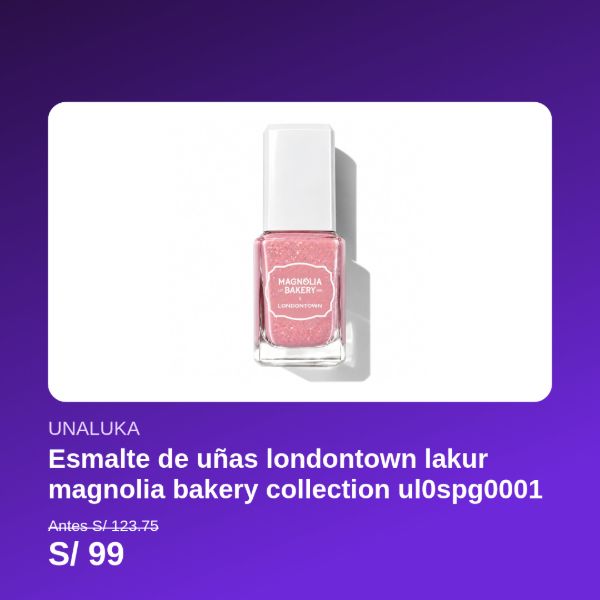 MAGNOLIA
BAKERY
LONDONTOWN
UNALUKA
Esmalte de uñas londontown lakur
magnolia bakery collection ul0spg0001
Antes S/ 123.75
S/ 99